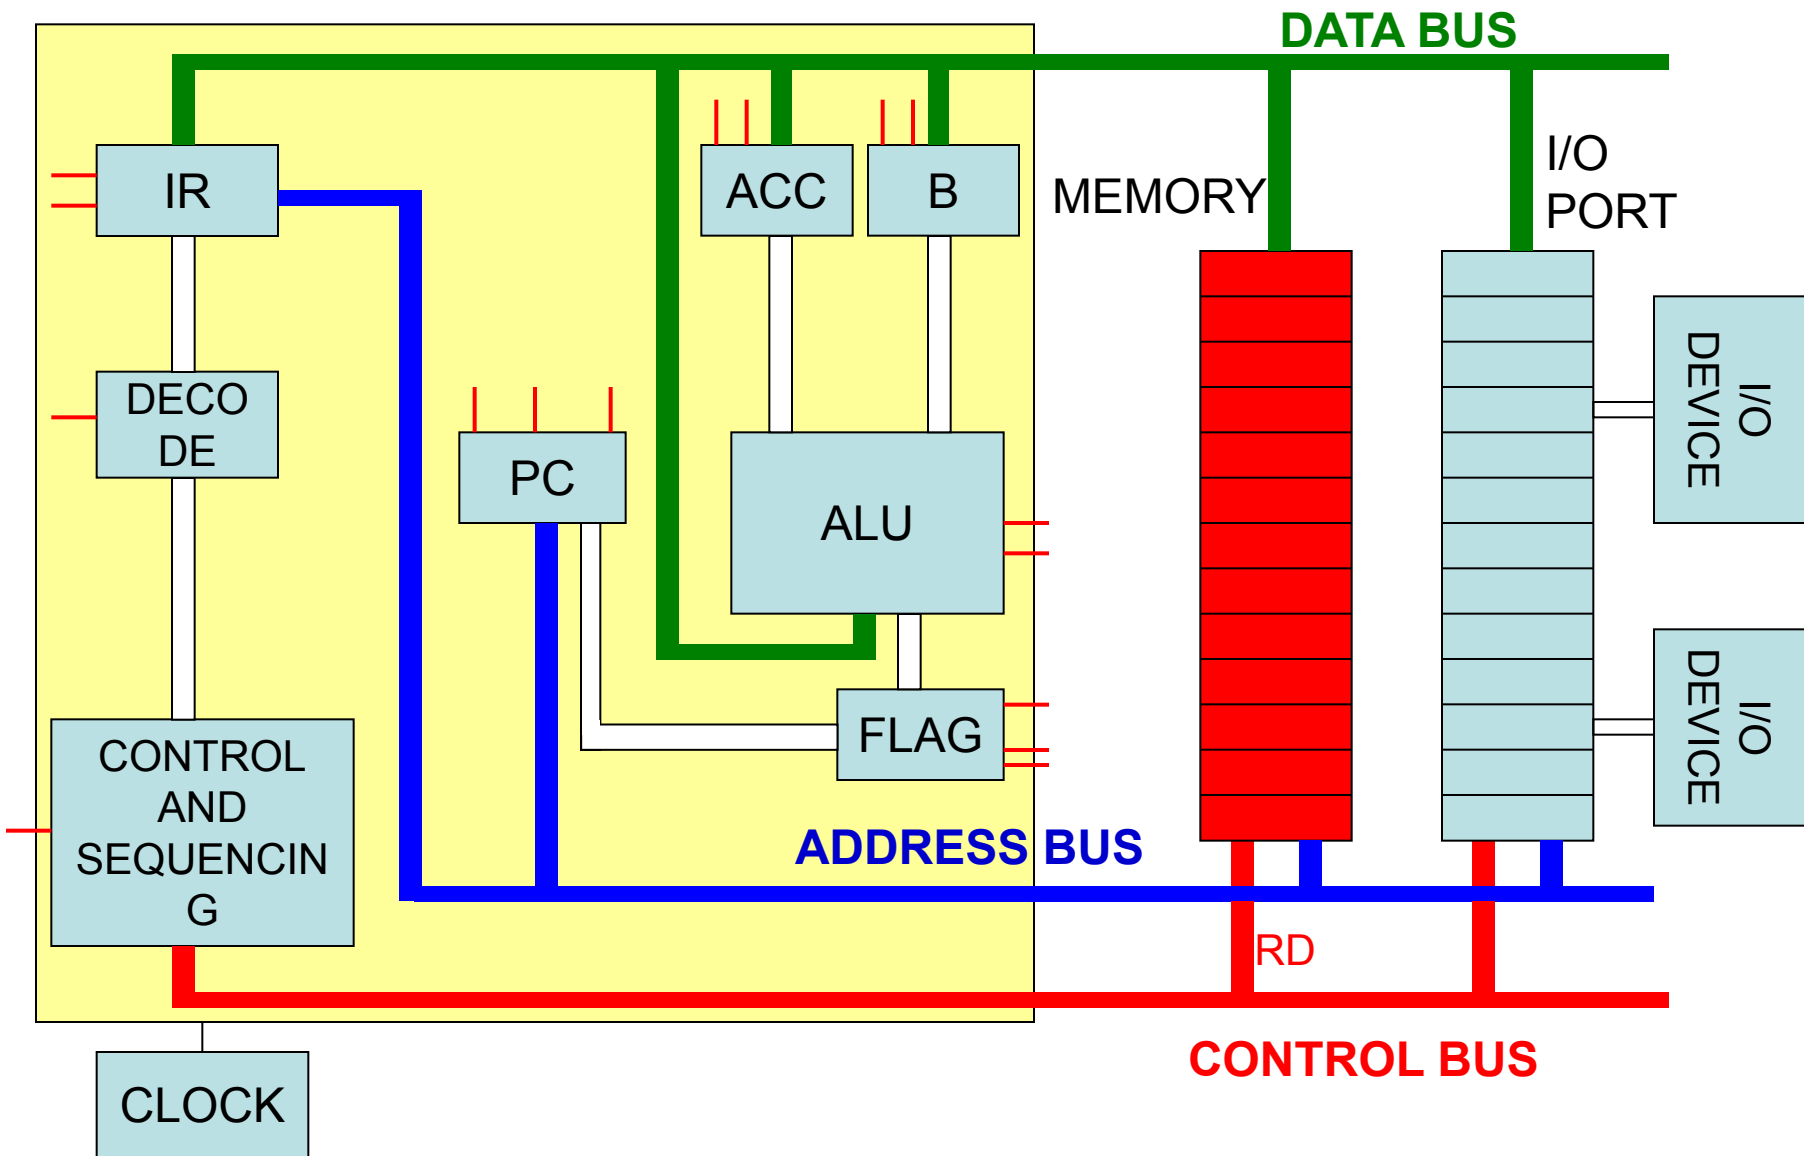 DATA BUS
I/O
PORT
MEMORY
IR
ACC
B
I/O
DEVICE
DECO
DE
PC
ALU
I/O
DEVICE
FLAG
CONTROL
AND
SEQUENCIN
G
ADDRESS BUS
RD
CONTROL BUS
CLOCK